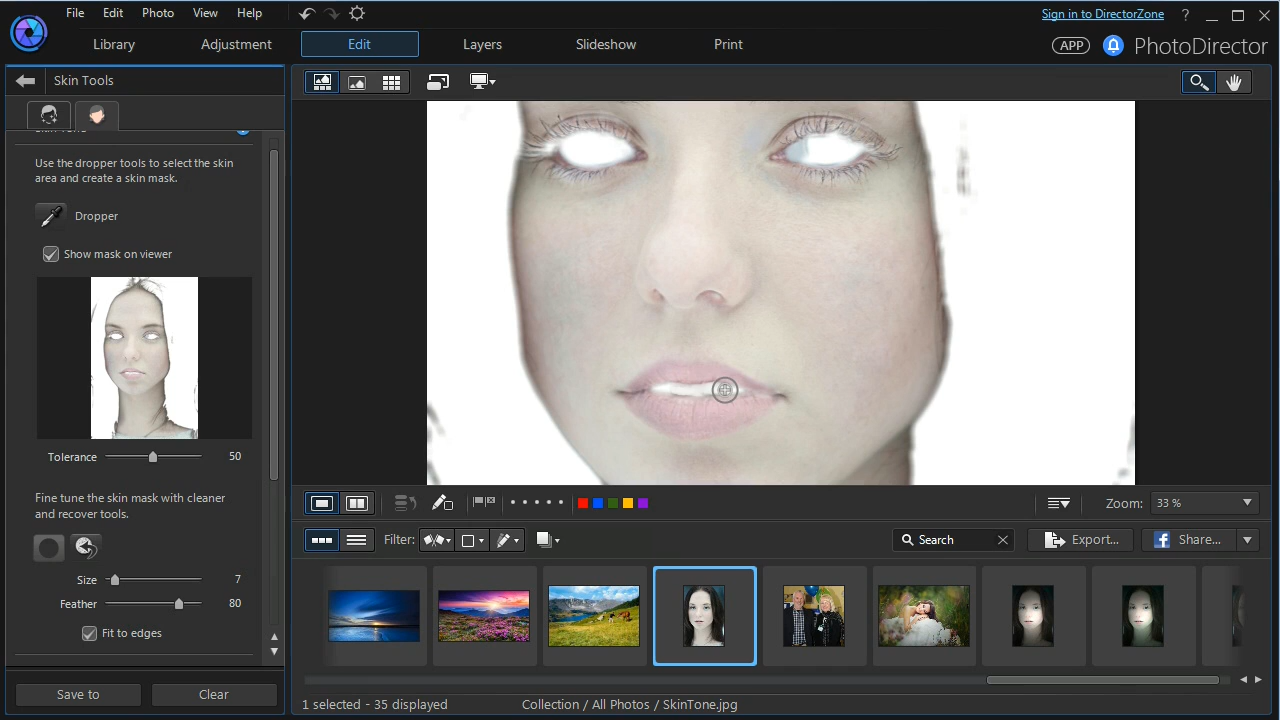 File Edit Photo View Help
Sign in to DirectorZone ?
Library Adjustment Edit Layers Slideshow Print
APP PhotoDirector
Skin Tools
Skin Tone
Use the dropper tools to select the skin
area and create a skin mask.
Dropper
Show mask on viewer
Tolerance 50
Fine tune the skin mask with cleaner
and recover tools.
Size 7
Feather 80
Fit to edges
Save to Clear
Zoom: 33 %
Filter:
Search
Export...
Share...
1 selected - 35 displayed Collection / All Photos / SkinTone.jpg